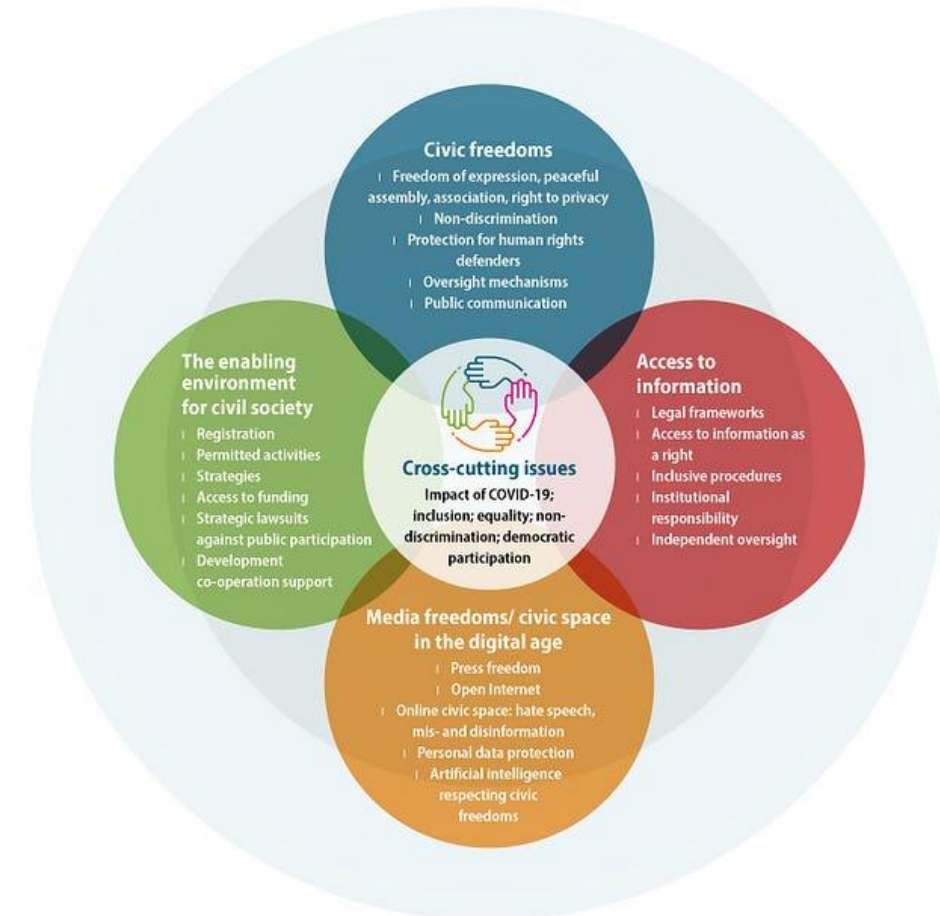 Civic freedoms
| Freedom of expression, peaceful
assembly, association, right to privacy
| Non-discrimination
| Protection for human rights
defenders
| Oversight mechanisms
| Public communication
The enabling
environment
for civil society
| Registration
| Permitted activities
| Strategies
| Access to funding
| Strategic lawsuits
against public participation
| Development
co-operation support
Cross-cutting issues
Impact of COVID-19;
inclusion; equality; non-
discrimination; democratic
participation
Access to
information
| Legal frameworks
| Access to information as
a right
| Inclusive procedures
| Institutional
responsibility
| Independent oversight
Media freedoms/ civic space
in the digital age
| Press freedom
| Open Internet
| Online civic space: hate speech,
mis- and disinformation
| Personal data protection
| Artificial intelligence
respecting civic
freedoms